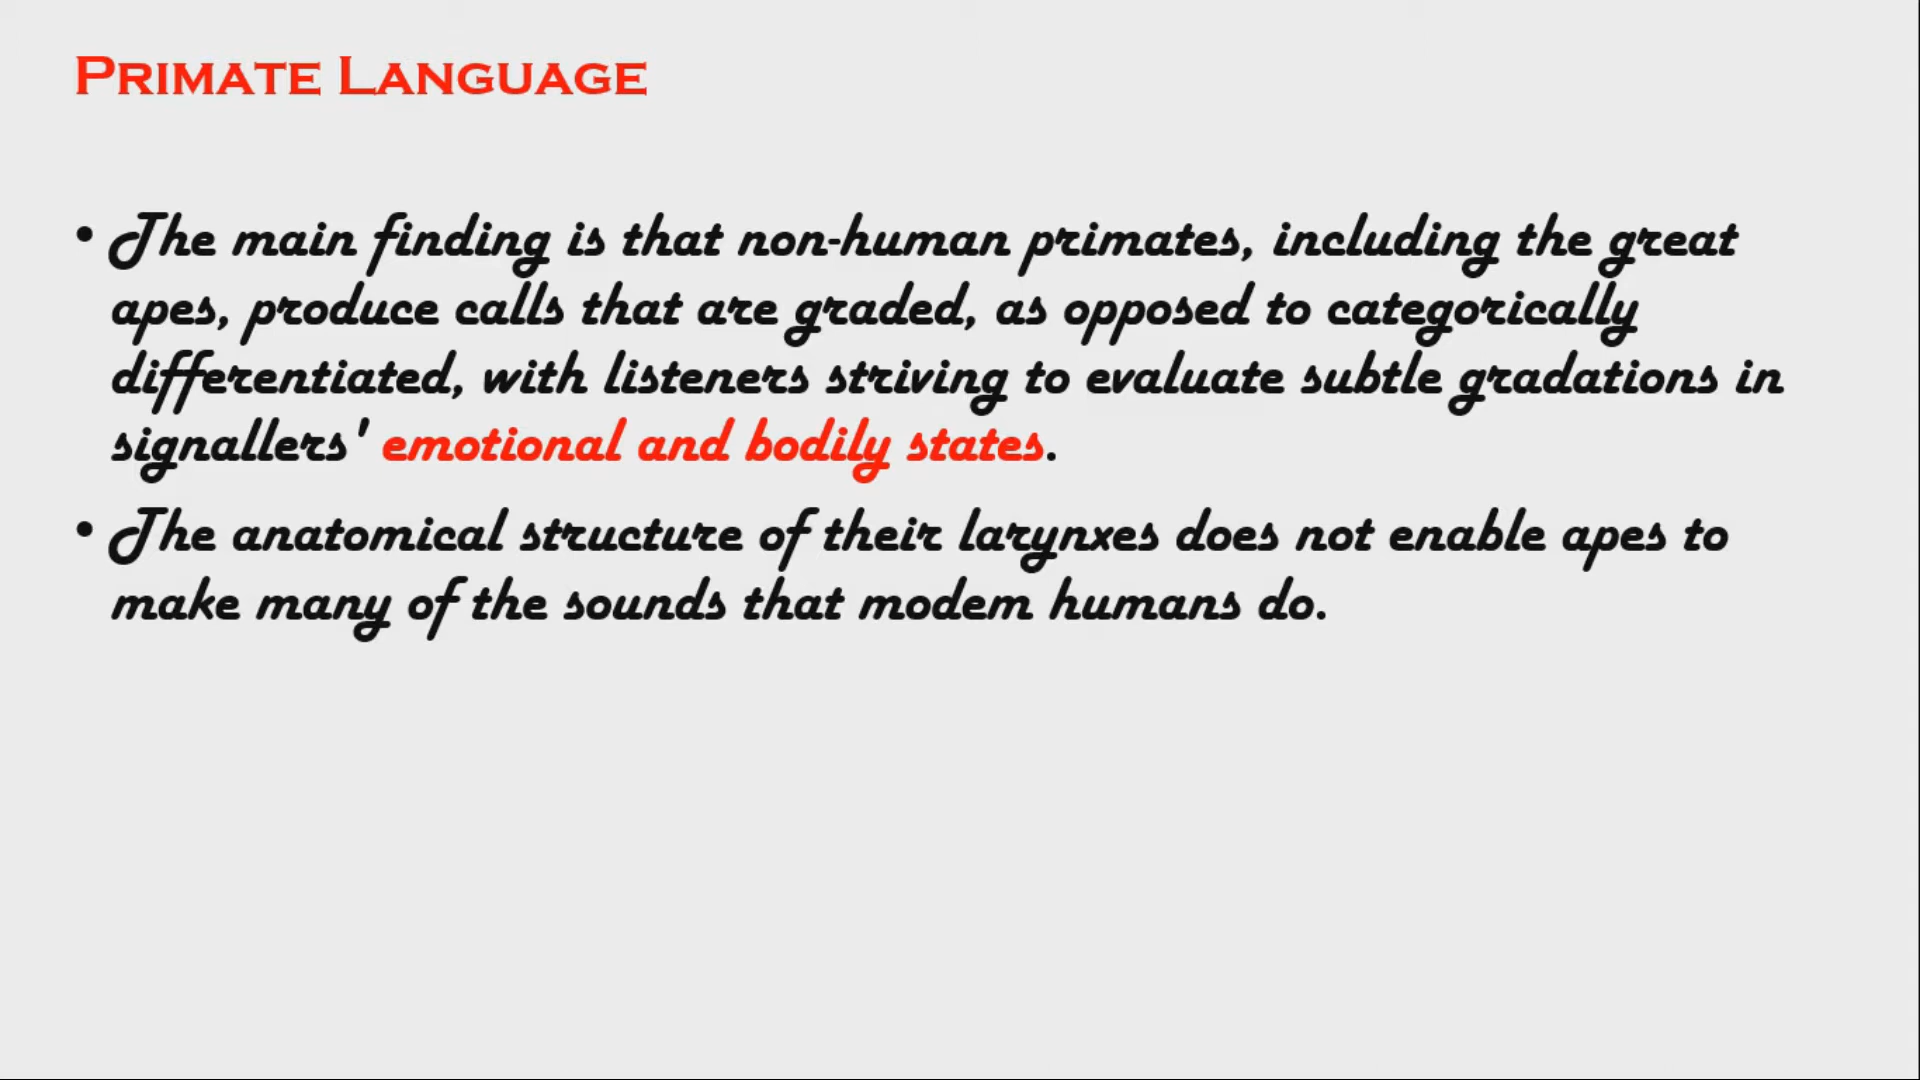 Primate Language
• The main finding is that non-human primates, including the great
apes, produce calls that are graded, as opposed to categorically
differentiated, with listeners striving to evaluate subtle gradations in
signallers' emotional and bodily states.
• The anatomical structure of their larynxes does not enable apes to
make many of the sounds that modem humans do.